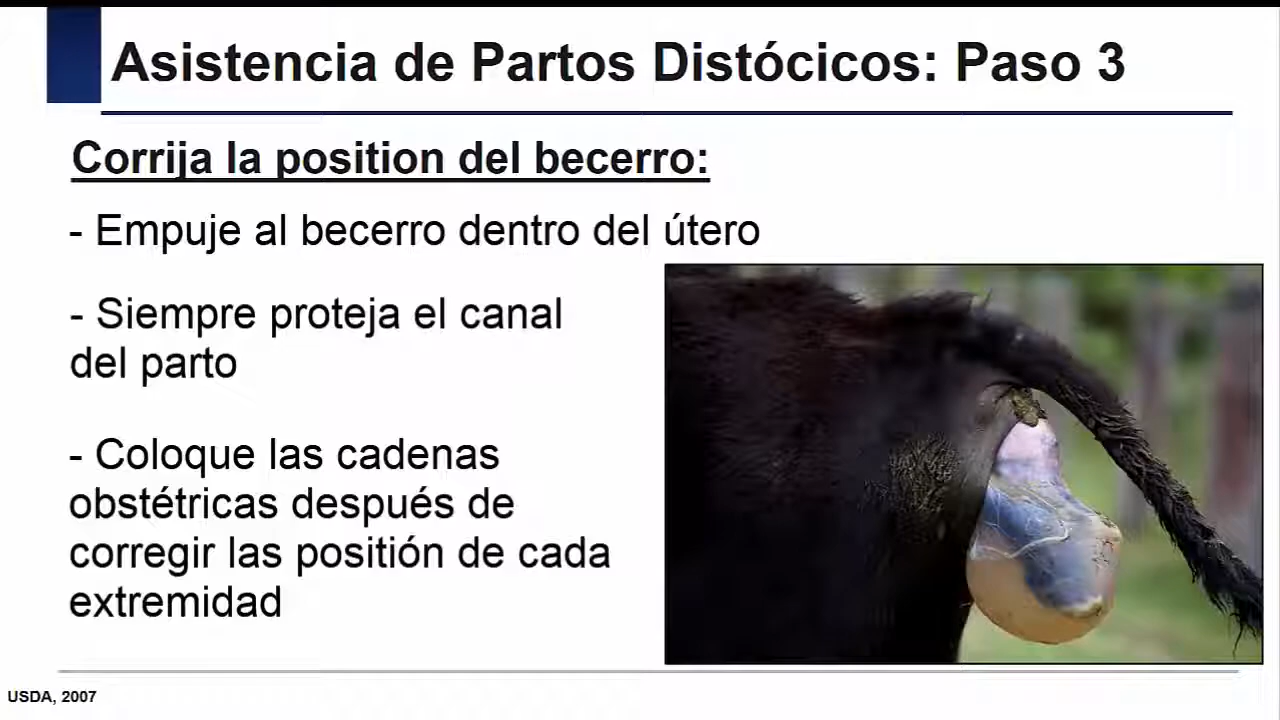 Asistencia de Partos Distócicos: Paso 3
Corrija la position del becerro:
- Empuje al becerro dentro del útero
- Siempre proteja el canal
del parto
- Coloque las cadenas
obstétricas después de
corregir las positión de cada
extremidad
USDA, 2007